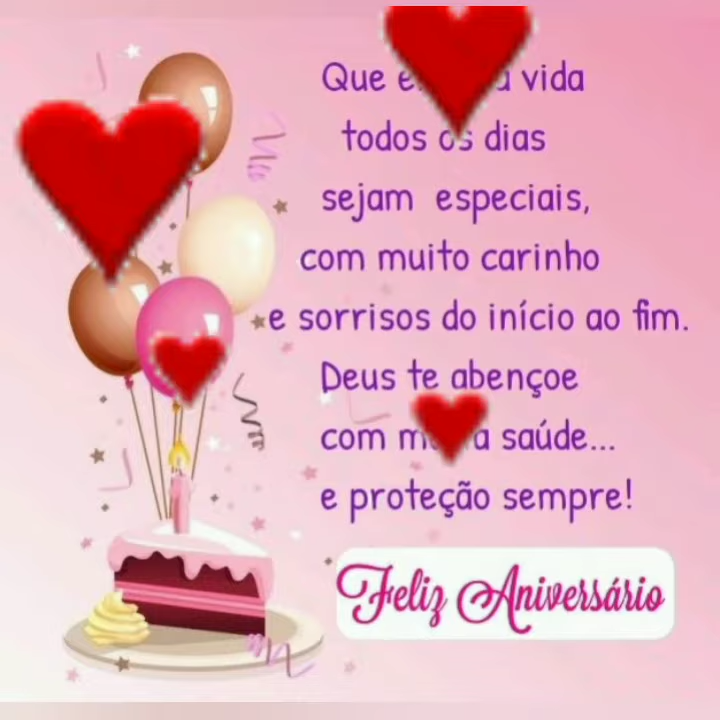 Que vida
todos os dias
sejam especiais,
com muito carinho
e sorrisos do início ao fim.
Deus te abençoe
com saúde...
e proteção sempre!
Feliz Aniversário